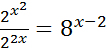 2^{x^2}/2^{2x} = 8^{x−2}